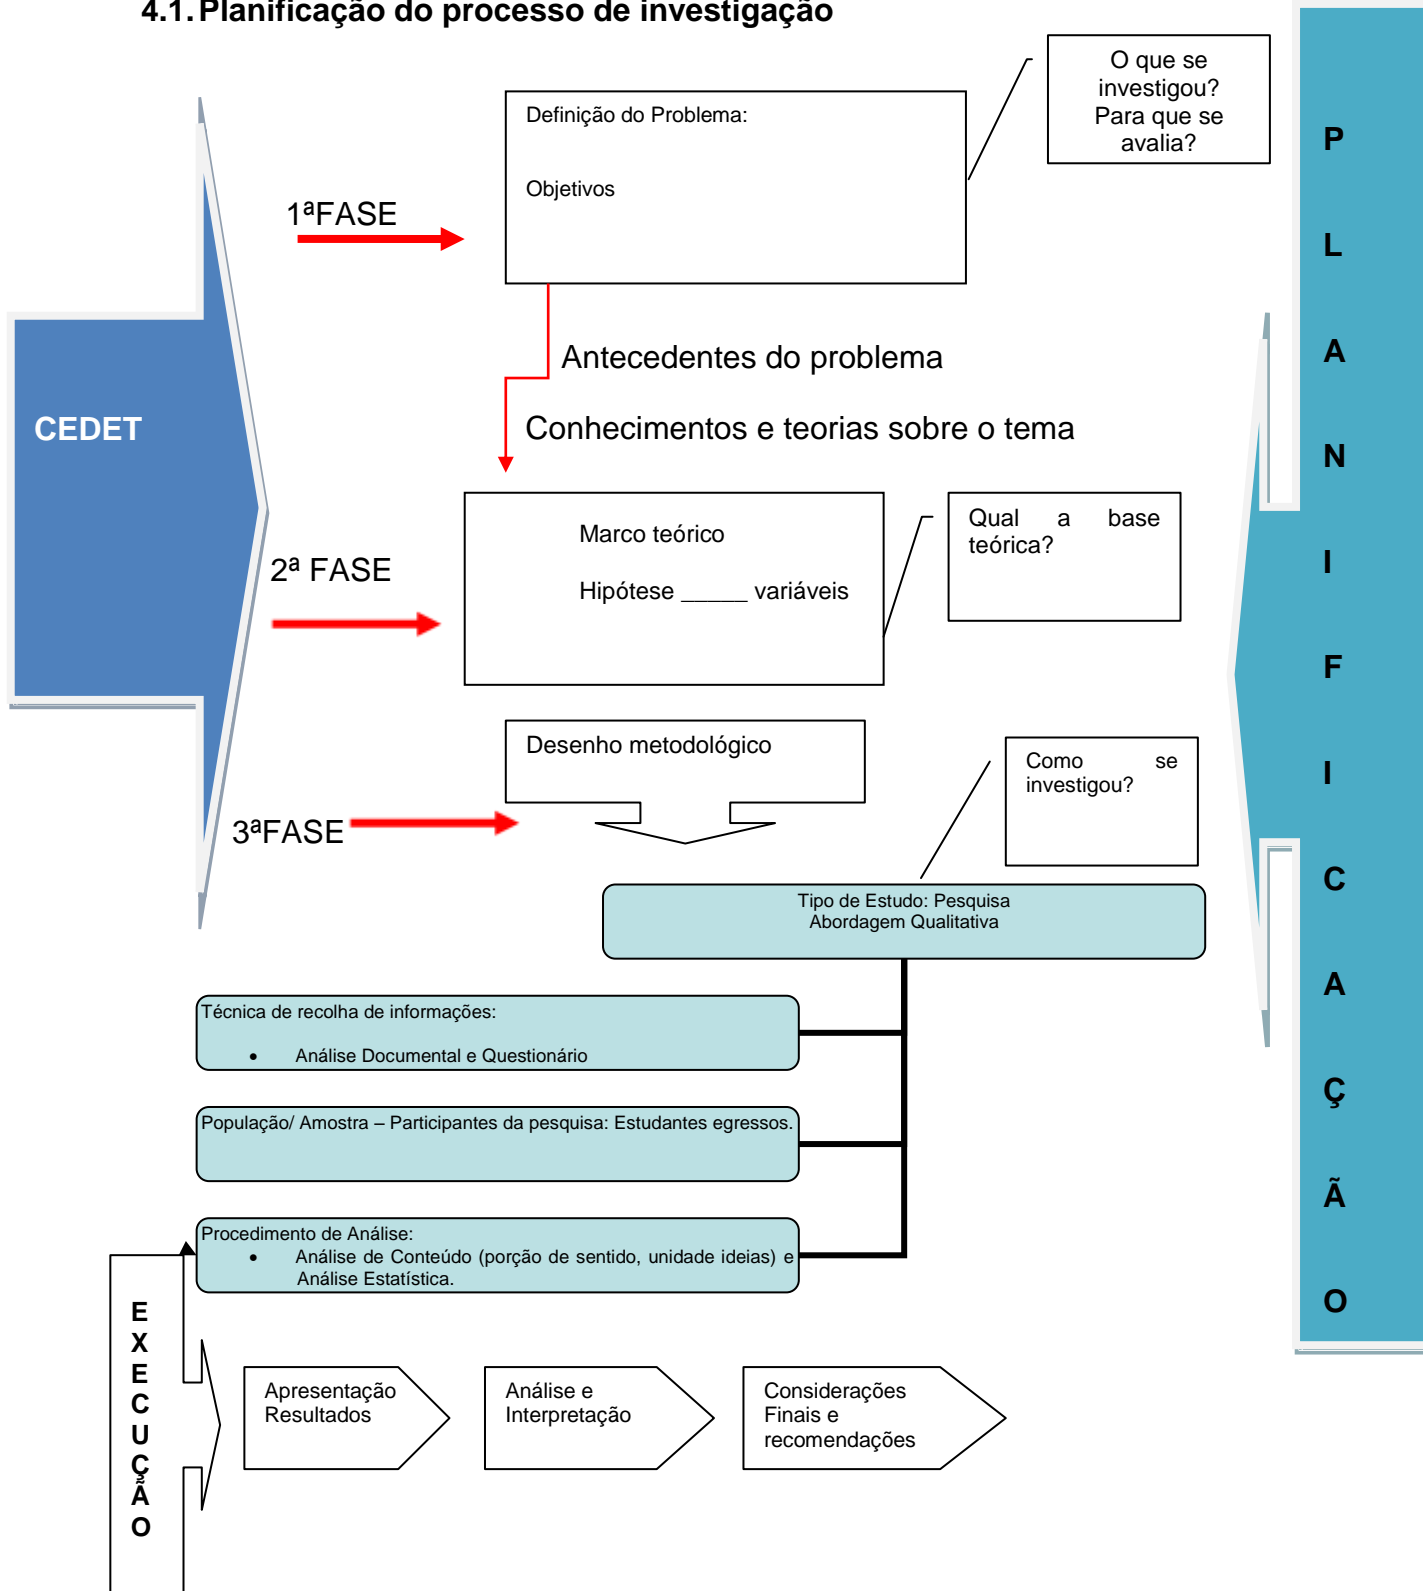 4.1. Planificação do processo de investigação
O que se
investigou?
Para que se
avalia?
Definição do Problema:
Objetivos
1ªFASE
Antecedentes do problema
CEDET
Conhecimentos e teorias sobre o tema
Marco teórico
Hipótese _____ variáveis
Qual a base
teórica?
2ª FASE
Desenho metodológico
Como se
investigou?
3ªFASE
Tipo de Estudo: Pesquisa
Abordagem Qualitativa
Técnica de recolha de informações:
• Análise Documental e Questionário
População/ Amostra – Participantes da pesquisa: Estudantes egressos.
Procedimento de Análise:
• Análise de Conteúdo (porção de sentido, unidade ideias) e
Análise Estatística.
P
L
A
N
I
F
I
C
A
Ç
Ã
O
E
X
E
C
U
Ç
Ã
O
Apresentação
Resultados
Análise e
Interpretação
Considerações
Finais e
recomendações